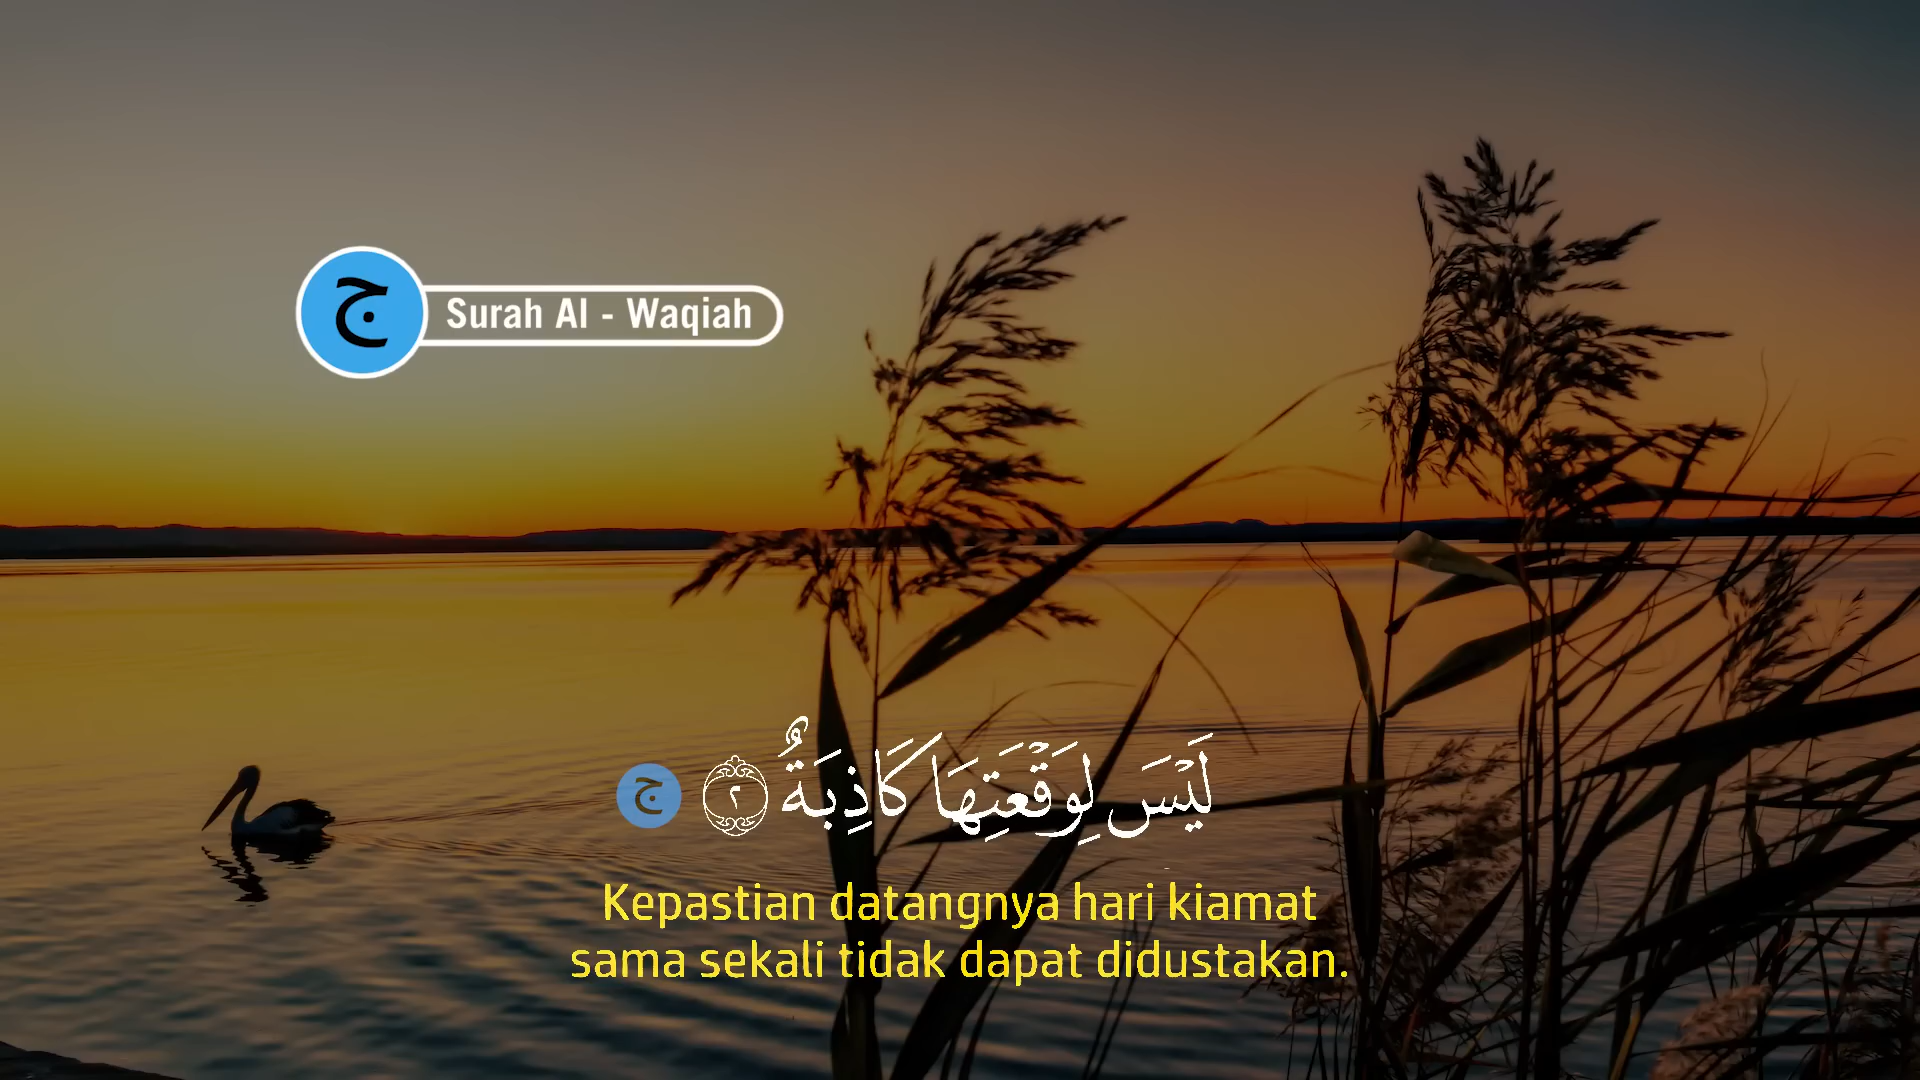 ج
Surah Al - Waqiah
لَيْسَ لِوَقْعَتِهَا كَاذِبَةٌ ۝٢ ج
Kepastian datangnya hari kiamat
sama sekali tidak dapat didustakan.